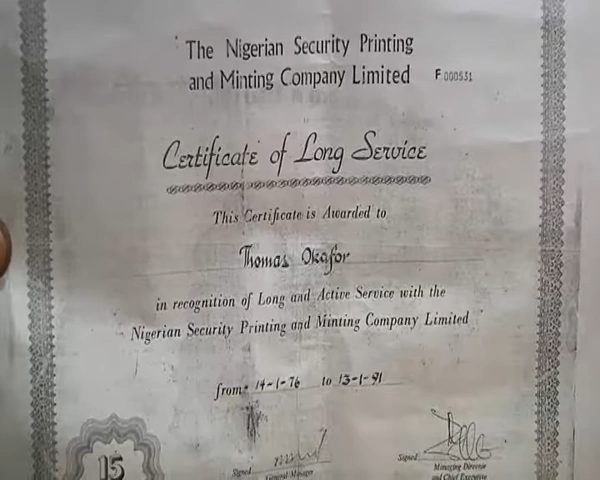 The Nigerian Security Printing
and Minting Company Limited F 000531
Certificate of Long Service
This Certificate is Awarded to
Thomas Okafor
in recognition of Long and Active Service with the
Nigerian Security Printing and Minting Company Limited
from 14-1-76 to 13-1-91
15
Signed
General Manager
Signed
Managing Director
and Chief Executive